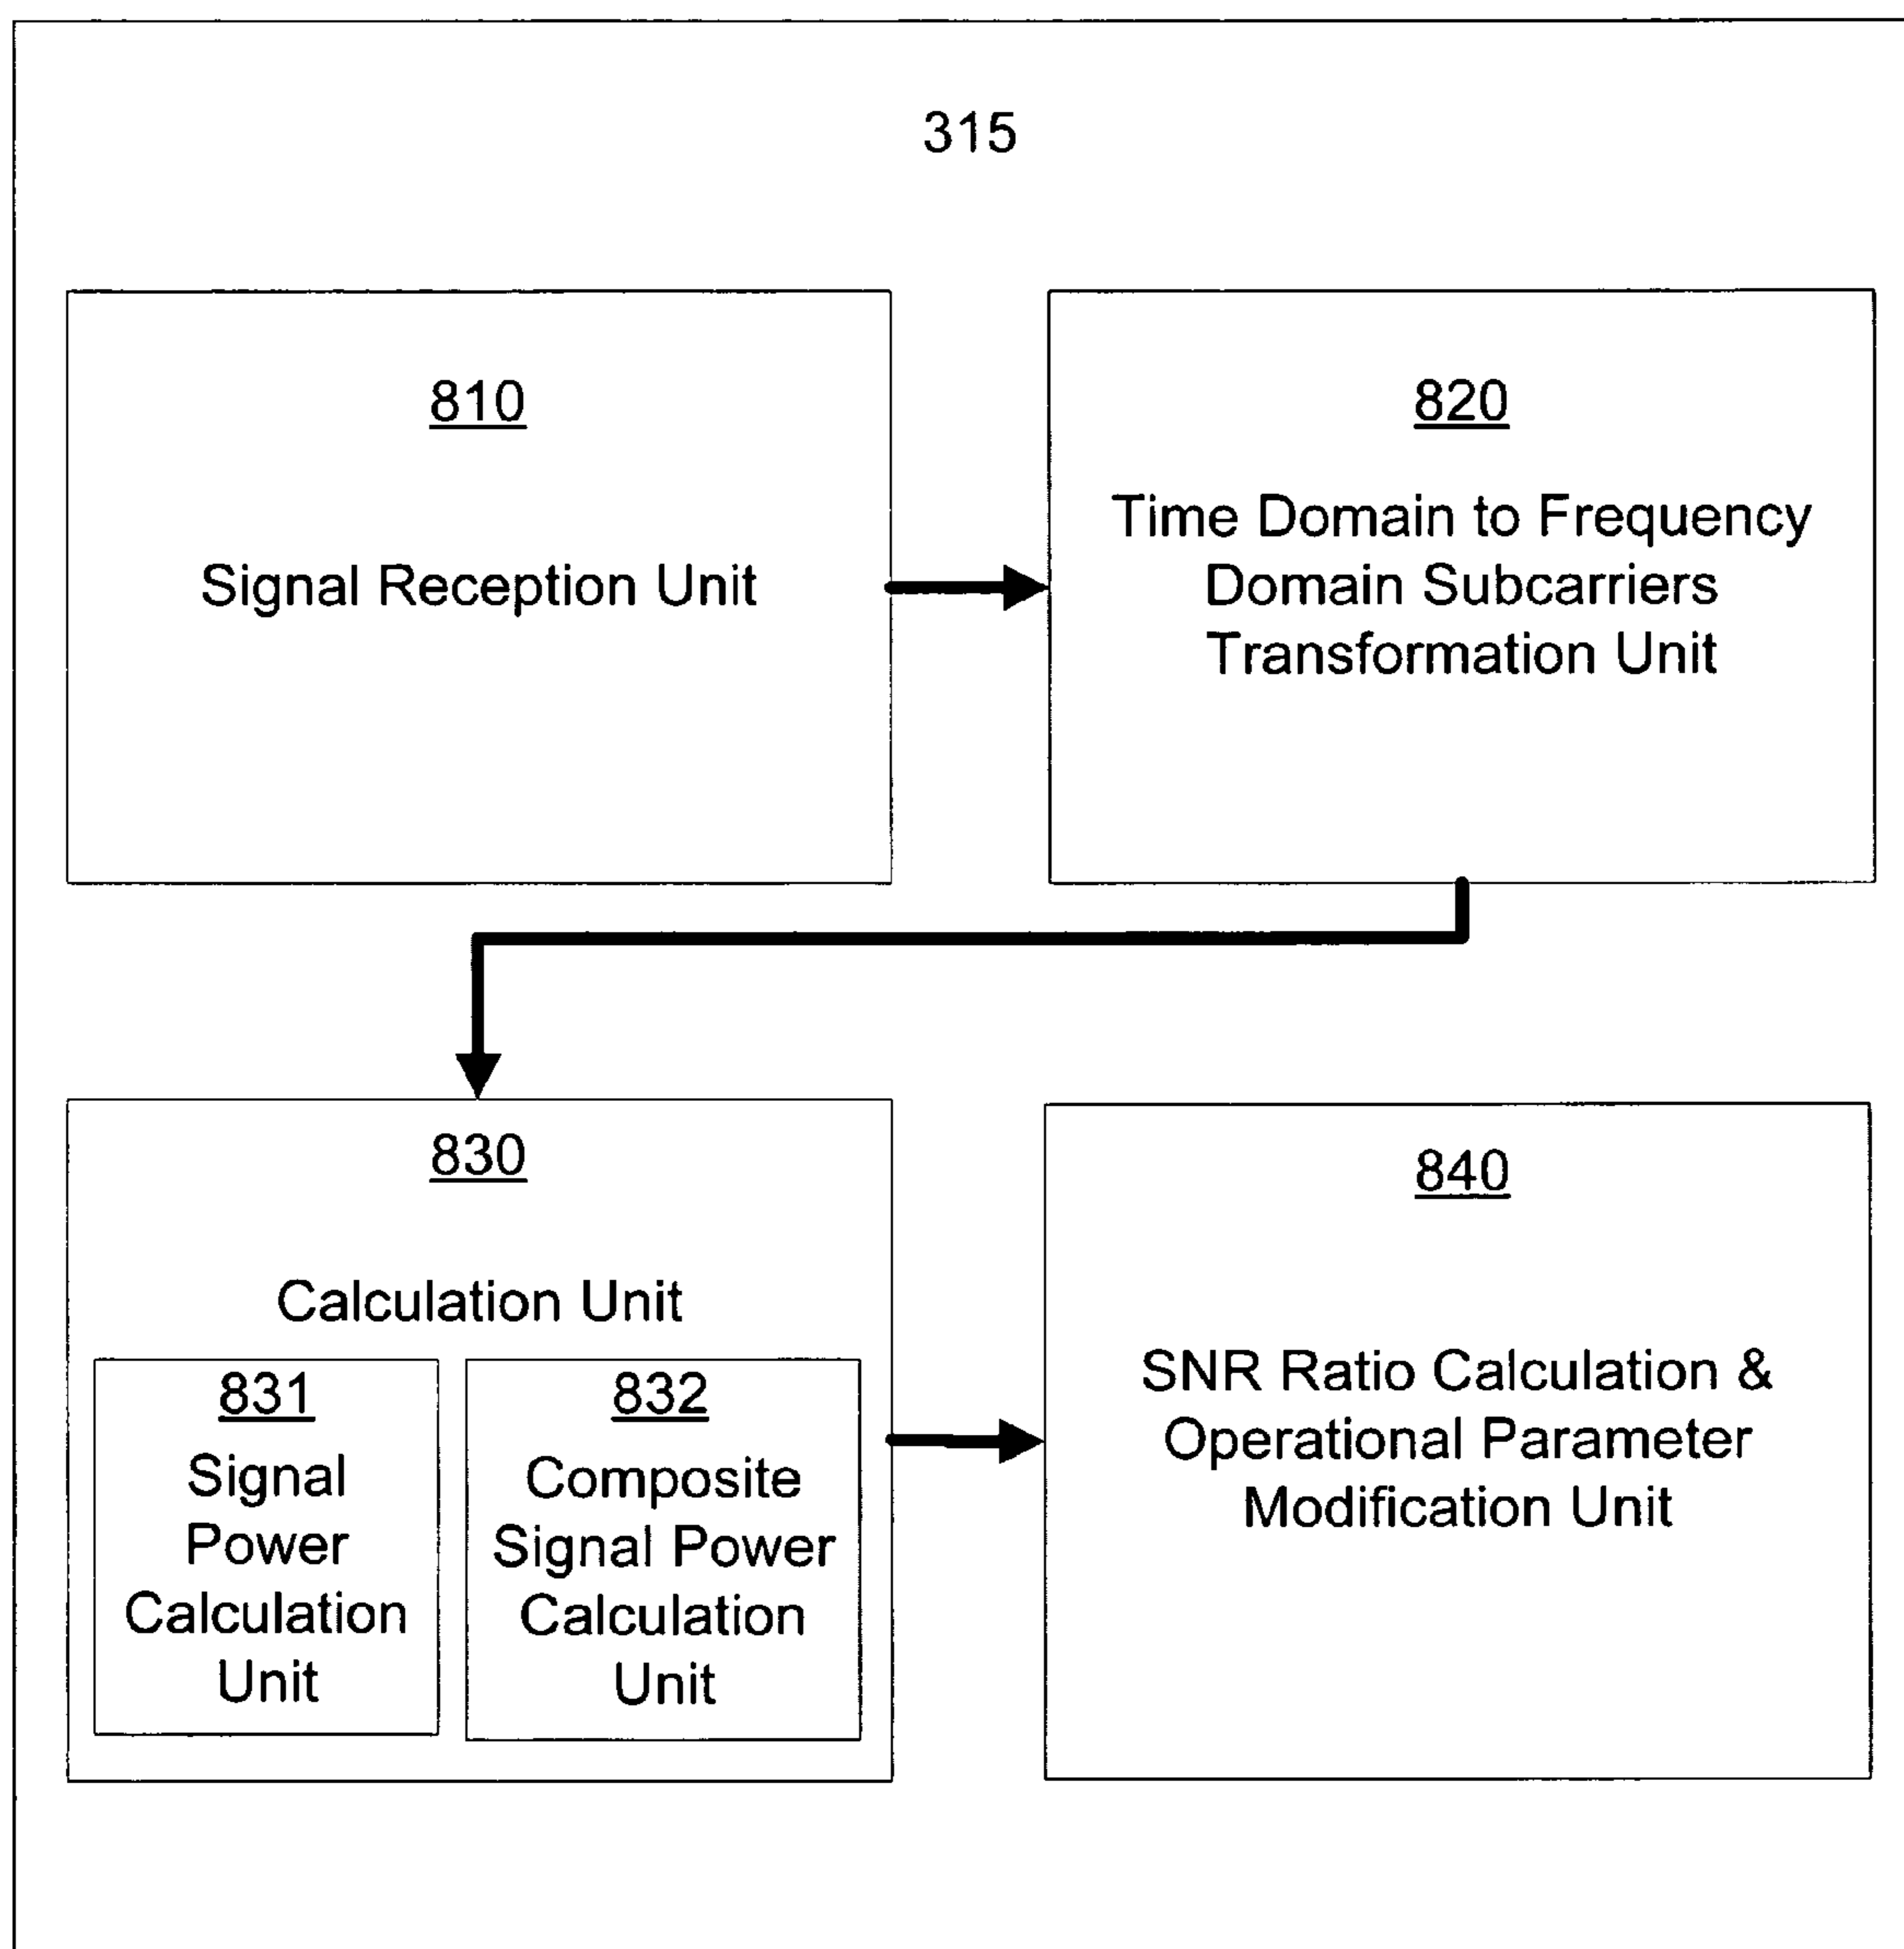 315
810
Signal Reception Unit
820
Time Domain to Frequency
Domain Subcarriers
Transformation Unit
830
Calculation Unit
831
Signal
Power
Calculation
Unit
832
Composite
Signal Power
Calculation
Unit
840
SNR Ratio Calculation &
Operational Parameter
Modification Unit